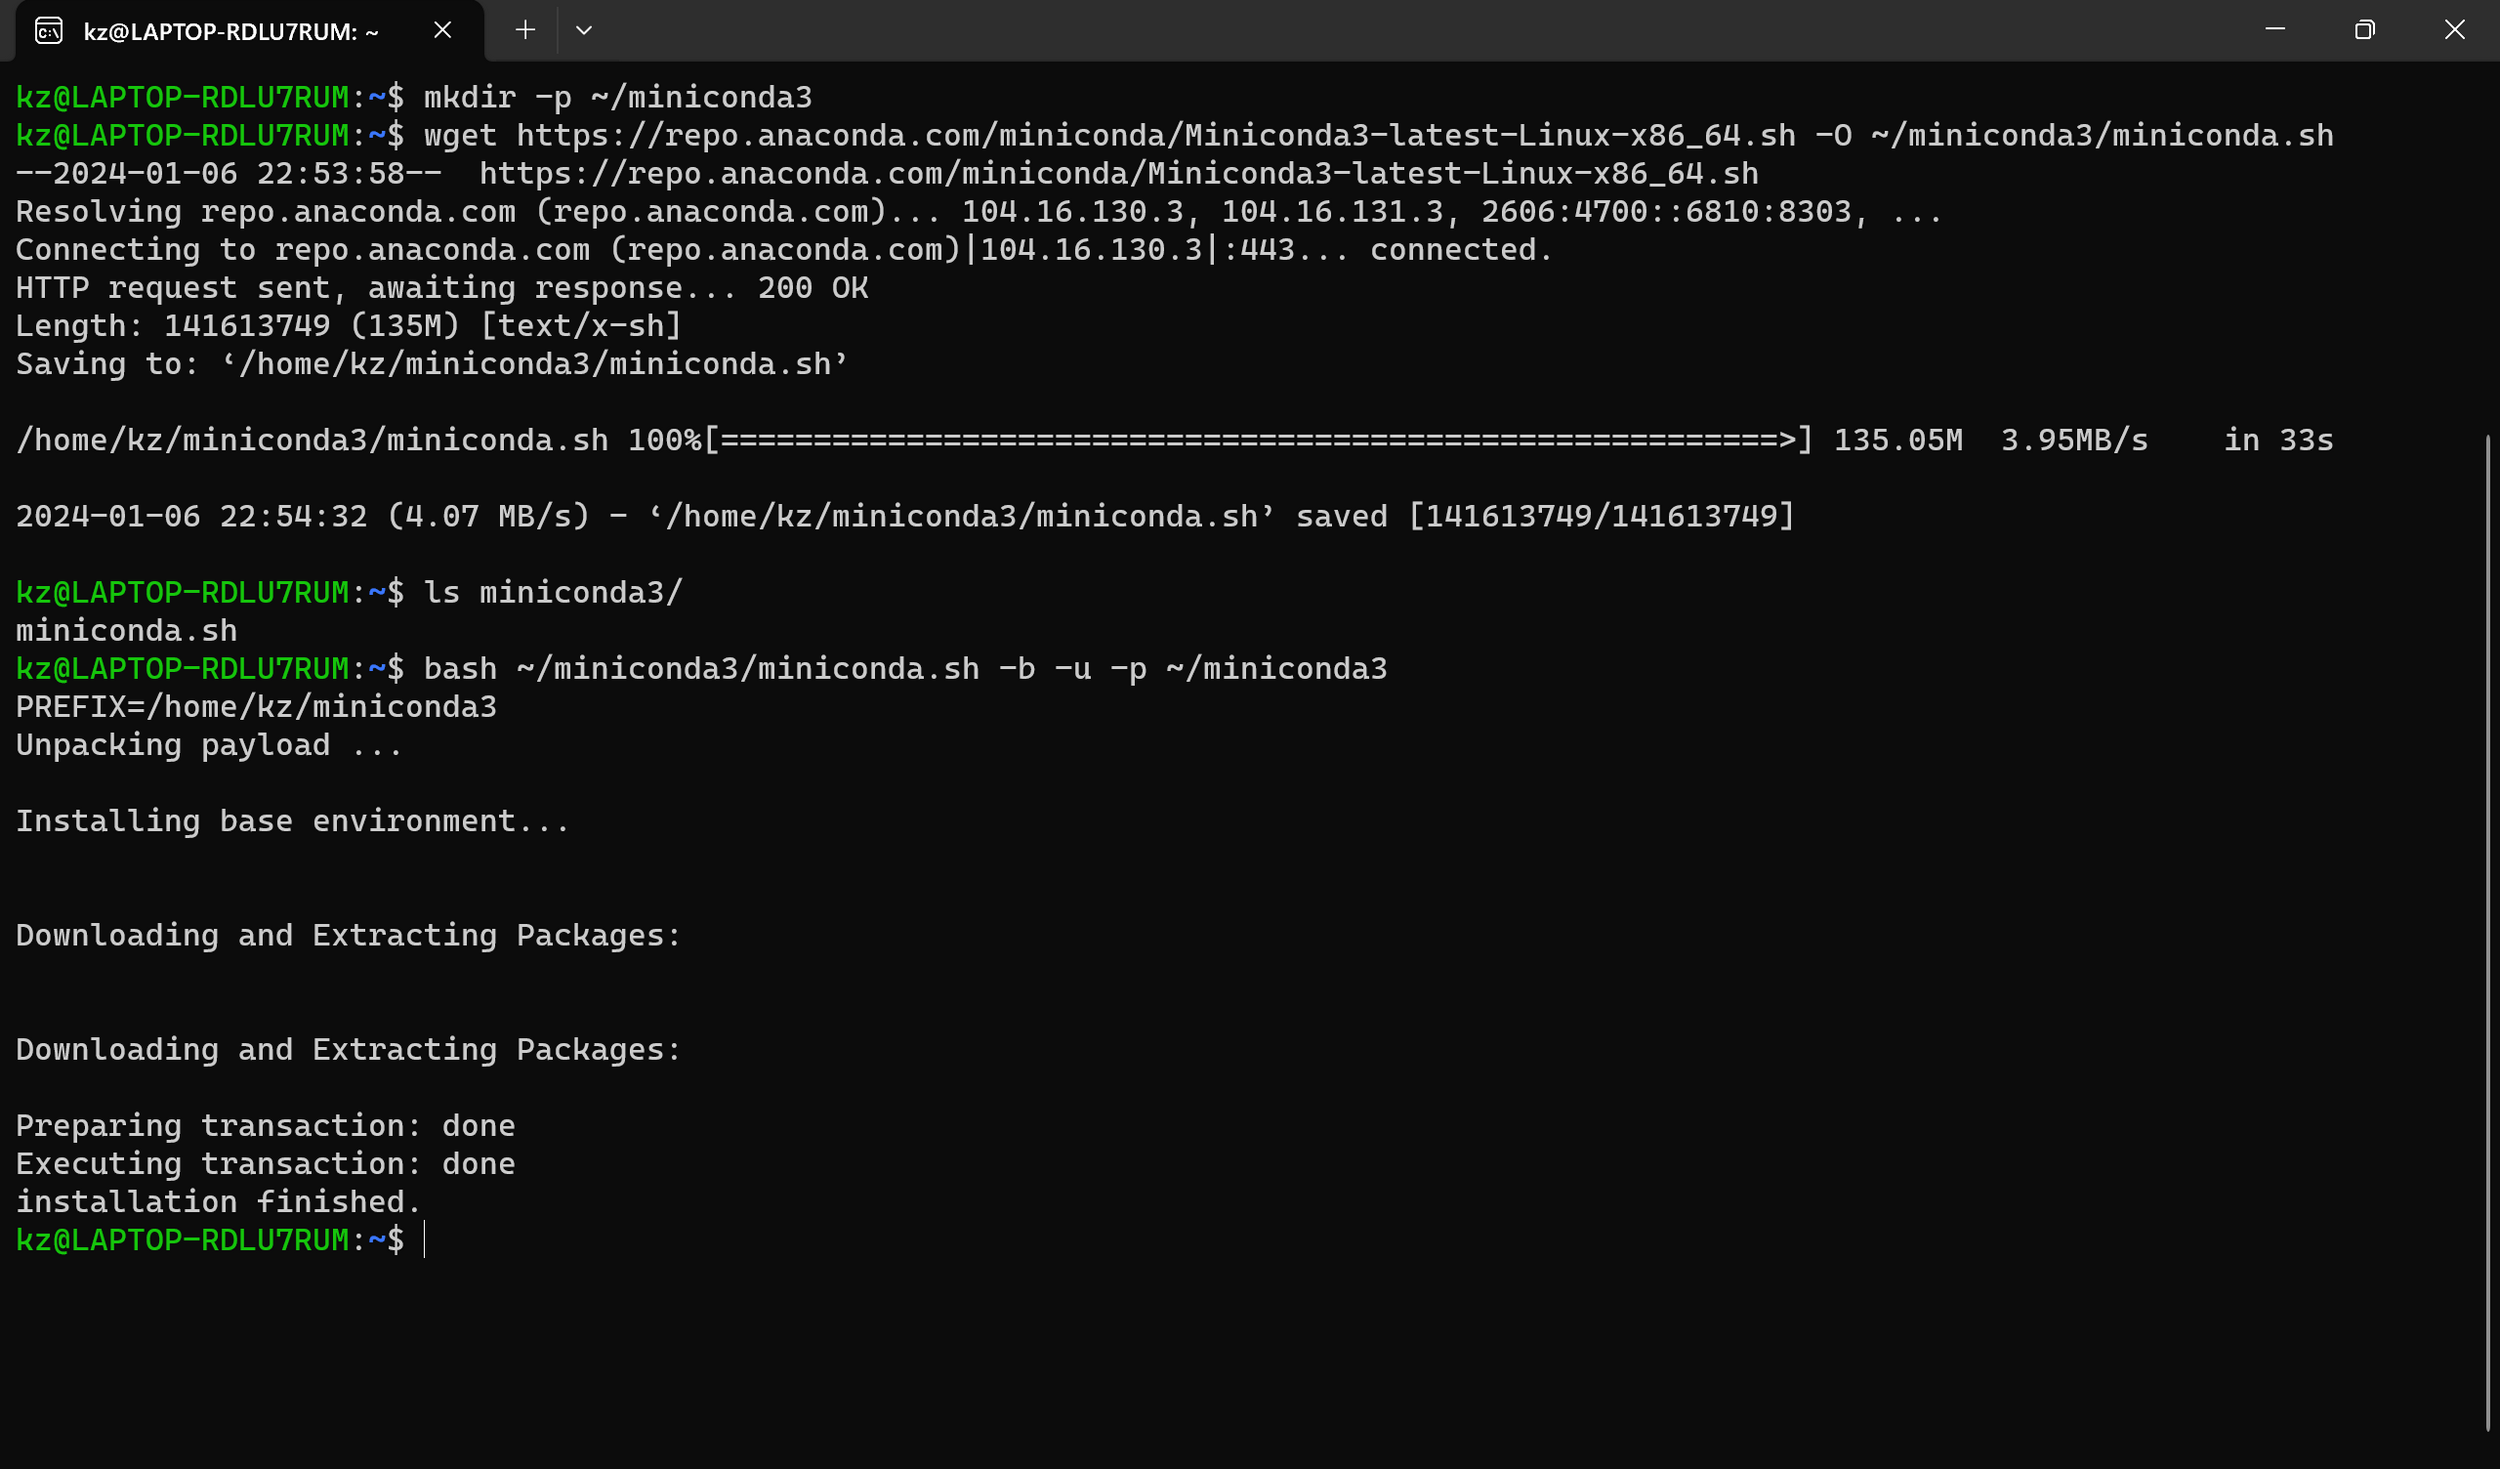 kz@LAPTOP-RDLU7RUM: ~
kz@LAPTOP-RDLU7RUM:~$ mkdir -p ~/miniconda3
kz@LAPTOP-RDLU7RUM:~$ wget https://repo.anaconda.com/miniconda/Miniconda3-latest-Linux-x86_64.sh -O ~/miniconda3/miniconda.sh
--2024-01-06 22:53:58--  https://repo.anaconda.com/miniconda/Miniconda3-latest-Linux-x86_64.sh
Resolving repo.anaconda.com (repo.anaconda.com)... 104.16.130.3, 104.16.131.3, 2606:4700::6810:8303, ...
Connecting to repo.anaconda.com (repo.anaconda.com)|104.16.130.3|:443... connected.
HTTP request sent, awaiting response... 200 OK
Length: 141613749 (135M) [text/x-sh]
Saving to: ‘/home/kz/miniconda3/miniconda.sh’
/home/kz/miniconda3/miniconda.sh 100%[=========================================================>] 135.05M  3.95MB/s    in 33s
2024-01-06 22:54:32 (4.07 MB/s) - ‘/home/kz/miniconda3/miniconda.sh’ saved [141613749/141613749]
kz@LAPTOP-RDLU7RUM:~$ ls miniconda3/
miniconda.sh
kz@LAPTOP-RDLU7RUM:~$ bash ~/miniconda3/miniconda.sh -b -u -p ~/miniconda3
PREFIX=/home/kz/miniconda3
Unpacking payload ...
Installing base environment...
Downloading and Extracting Packages:
Downloading and Extracting Packages:
Preparing transaction: done
Executing transaction: done
installation finished.
kz@LAPTOP-RDLU7RUM:~$